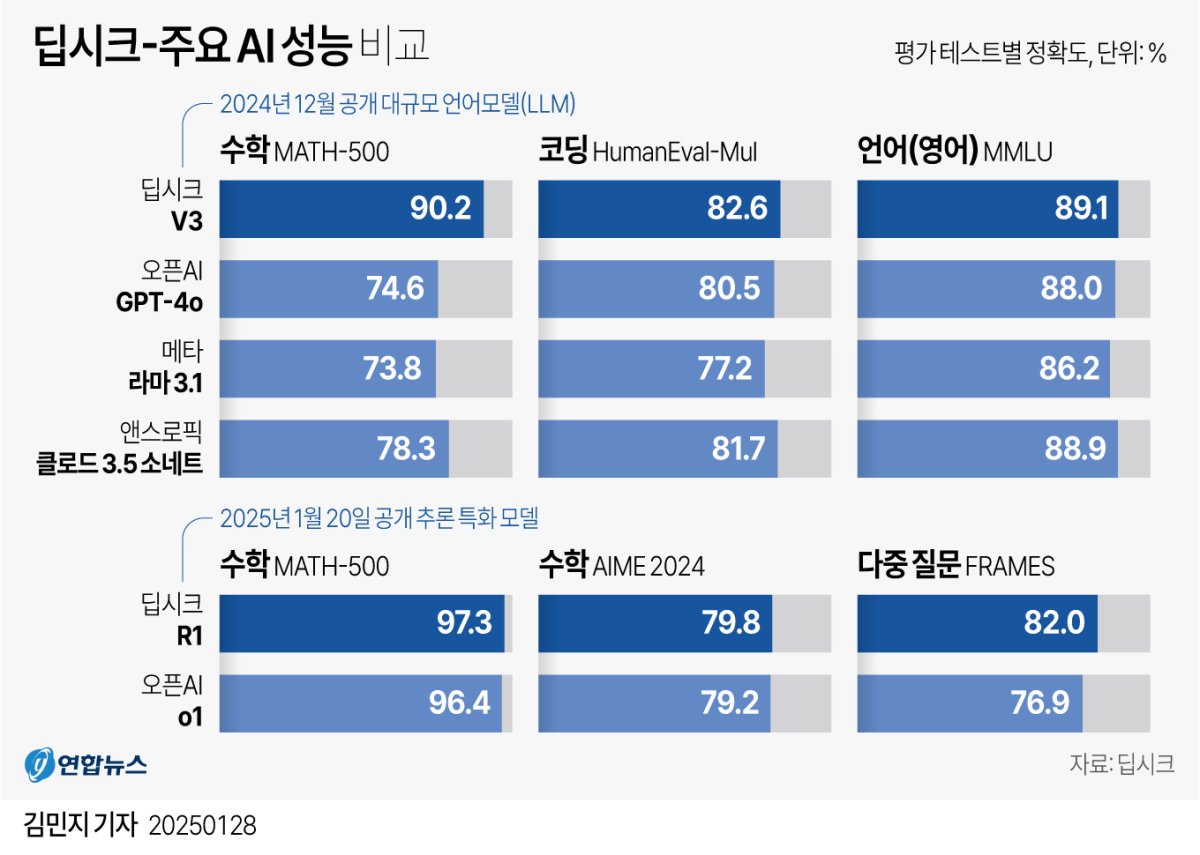 딥시크-주요 AI 성능 비교
평가 테스트별 정확도, 단위: %
2024년 12월 공개 대규모 언어모델(LLM)
수학 MATH-500
코딩 HumanEval-Mul
언어(영어) MMLU
딥시크
V3
90.2
82.6
89.1
오픈AI
GPT-4o
74.6
80.5
88.0
메타
라마 3.1
73.8
77.2
86.2
앤스로픽
클로드 3.5 소네트
78.3
81.7
88.9
2025년 1월 20일 공개 추론 특화 모델
수학 MATH-500
수학 AIME 2024
다중 질문 FRAMES
딥시크
R1
97.3
79.8
82.0
오픈AI
o1
96.4
79.2
76.9
연합뉴스
자료: 딥시크
김민지 기자 20250128